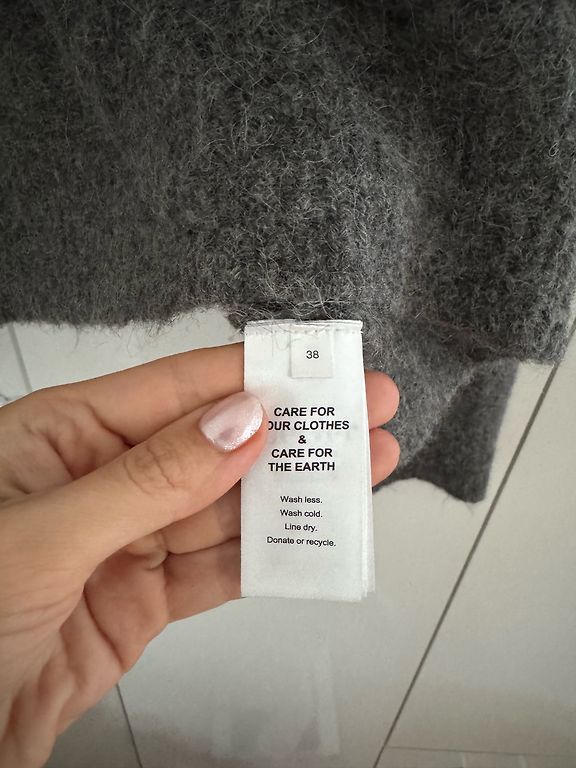 38
CARE FOR
OUR CLOTHES
&
CARE FOR
THE EARTH
Wash less.
Wash cold.
Line dry.
Donate or recycle.